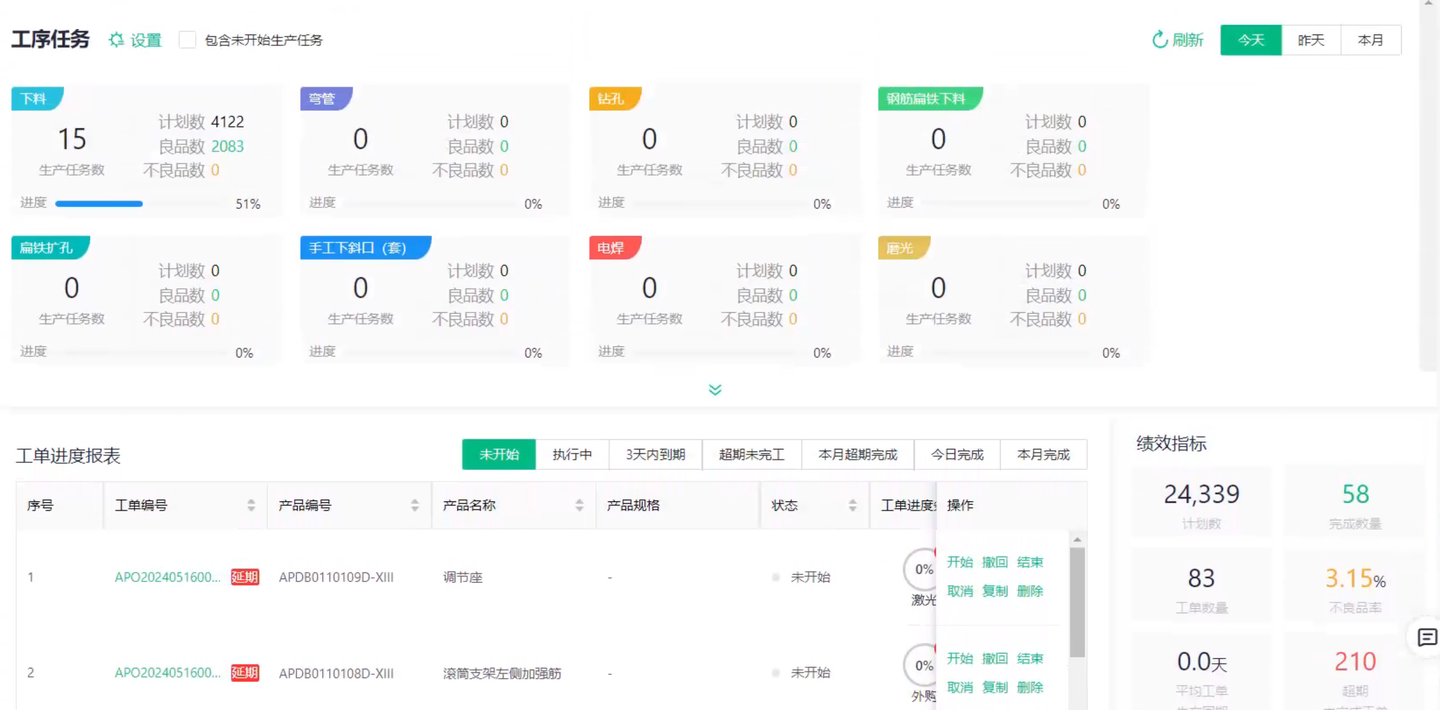 工序任务 设置 包含未开始生产任务 刷新 今天 昨天 本月
下料 弯管 钻孔 钢筋扁铁下料
15 计划数 4122 0 计划数 0 0 计划数 0 0 计划数 0
良品数 2083 良品数 0 良品数 0 良品数 0
生产任务数 不良品数 0 生产任务数 不良品数 0 生产任务数 不良品数 0 生产任务数 不良品数 0
进度 51% 进度 0% 进度 0% 进度 0%
扁铁扩孔 手工下斜口（套） 电焊 磨光
0 计划数 0 0 计划数 0 0 计划数 0 0 计划数 0
良品数 0 良品数 0 良品数 0 良品数 0
生产任务数 不良品数 0 生产任务数 不良品数 0 生产任务数 不良品数 0 生产任务数 不良品数 0
进度 0% 进度 0% 进度 0% 进度 0%
工单进度报表 未开始 执行中 3天内到期 超期未完工 本月超期完成 今日完成 本月完成
序号 工单编号 产品编号 产品名称 产品规格 状态 工单进度 操作
1 APO2024051600... 延期 APDB0110109D-XIII 调节座 - 未开始 0% 激光 开始 撤回 结束
取消 复制 删除
2 APO2024051600... 延期 APDB0110108D-XIII 滚筒支架左侧加强筋 - 未开始 0% 外购 开始 撤回 结束
取消 复制 删除
绩效指标
24,339 58
计划数 完成数量
83 3.15%
工单数量 不良品率
0.0天 210
平均工单 超期